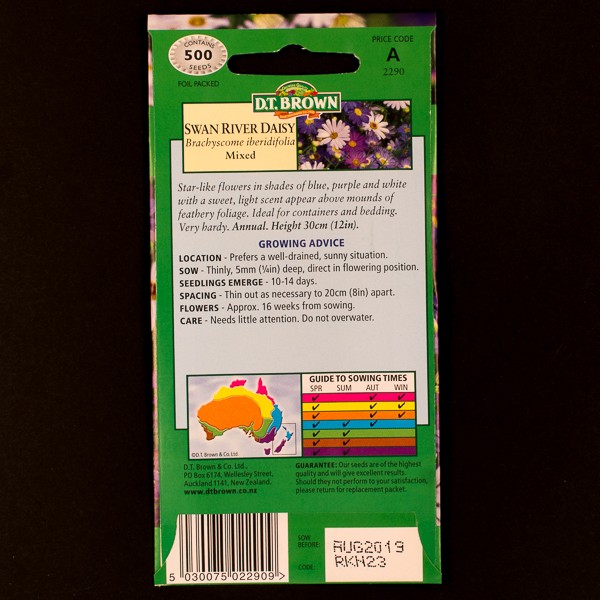 CONTAINS
500
SEEDS
FOIL PACKED
PRICE CODE
A
2290
D.T. BROWN
SWAN RIVER DAISY
Brachyscome iberidifolia
Mixed
Star-like flowers in shades of blue, purple and white
with a sweet, light scent appear above mounds of
feathery foliage. Ideal for containers and bedding.
Very hardy. Annual. Height 30cm (12in).
GROWING ADVICE
LOCATION - Prefers a well-drained, sunny situation.
SOW - Thinly, 5mm (¼in) deep, direct in flowering position.
SEEDLINGS EMERGE - 10-14 days.
SPACING - Thin out as necessary to 20cm (8in) apart.
FLOWERS - Approx. 16 weeks from sowing.
CARE - Needs little attention. Do not overwater.
GUIDE TO SOWING TIMES
SPR SUM AUT WIN
©D.T. Brown & Co. Ltd.
D.T. Brown & Co. Ltd.,
PO Box 6174, Wellesley Street,
Auckland 1141, New Zealand.
www.dtbrown.co.nz
GUARANTEE: Our seeds are of the highest
quality and will give excellent results.
Should they not perform to your satisfaction,
please return for replacement packet.
SOW
BEFORE:
AUG2019
CODE:
RKN23
5 030075 022909 >